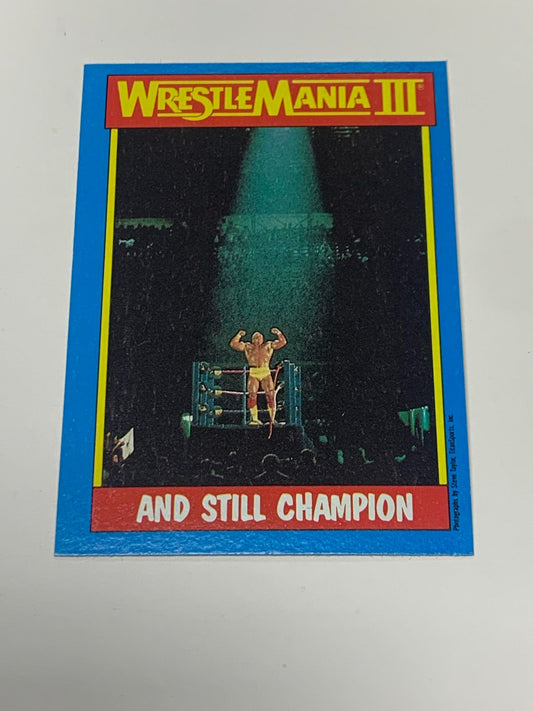 WRESTLEMANIA III®
AND STILL CHAMPION
Photographs by Steve Taylor, TitanSports, Inc.